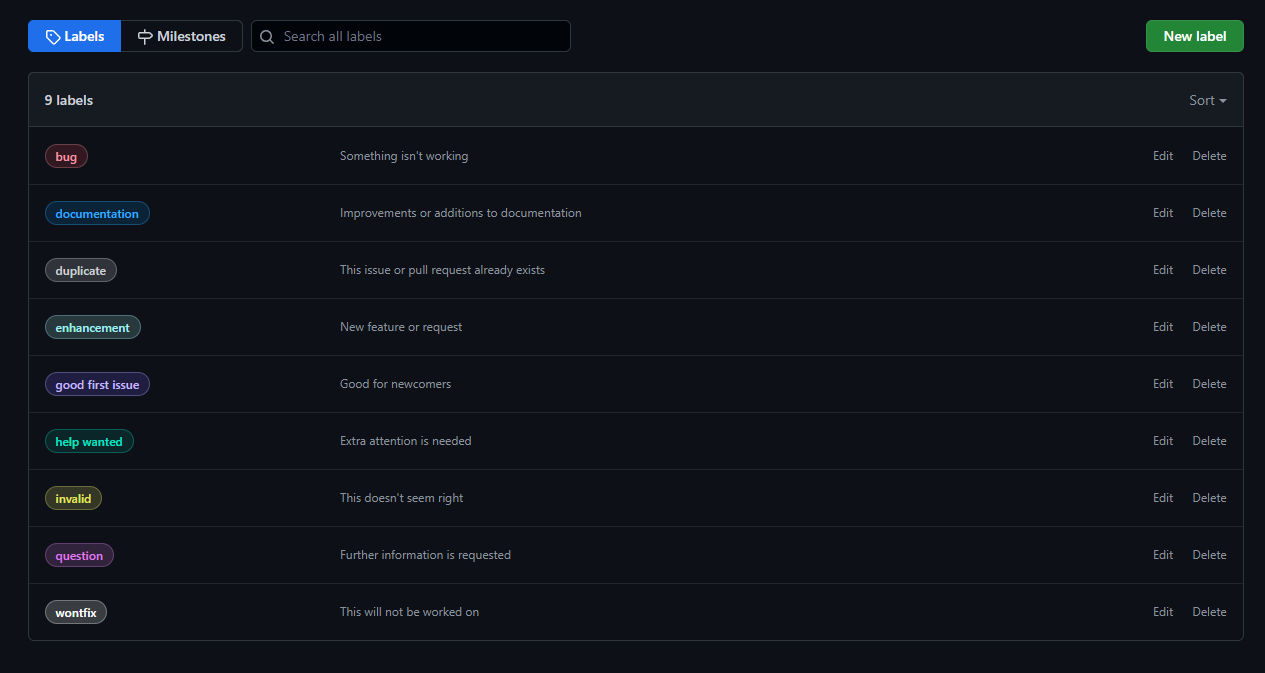 Labels Milestones Search all labels New label
9 labels Sort
bug Something isn't working Edit Delete
documentation Improvements or additions to documentation Edit Delete
duplicate This issue or pull request already exists Edit Delete
enhancement New feature or request Edit Delete
good first issue Good for newcomers Edit Delete
help wanted Extra attention is needed Edit Delete
invalid This doesn't seem right Edit Delete
question Further information is requested Edit Delete
wontfix This will not be worked on Edit Delete